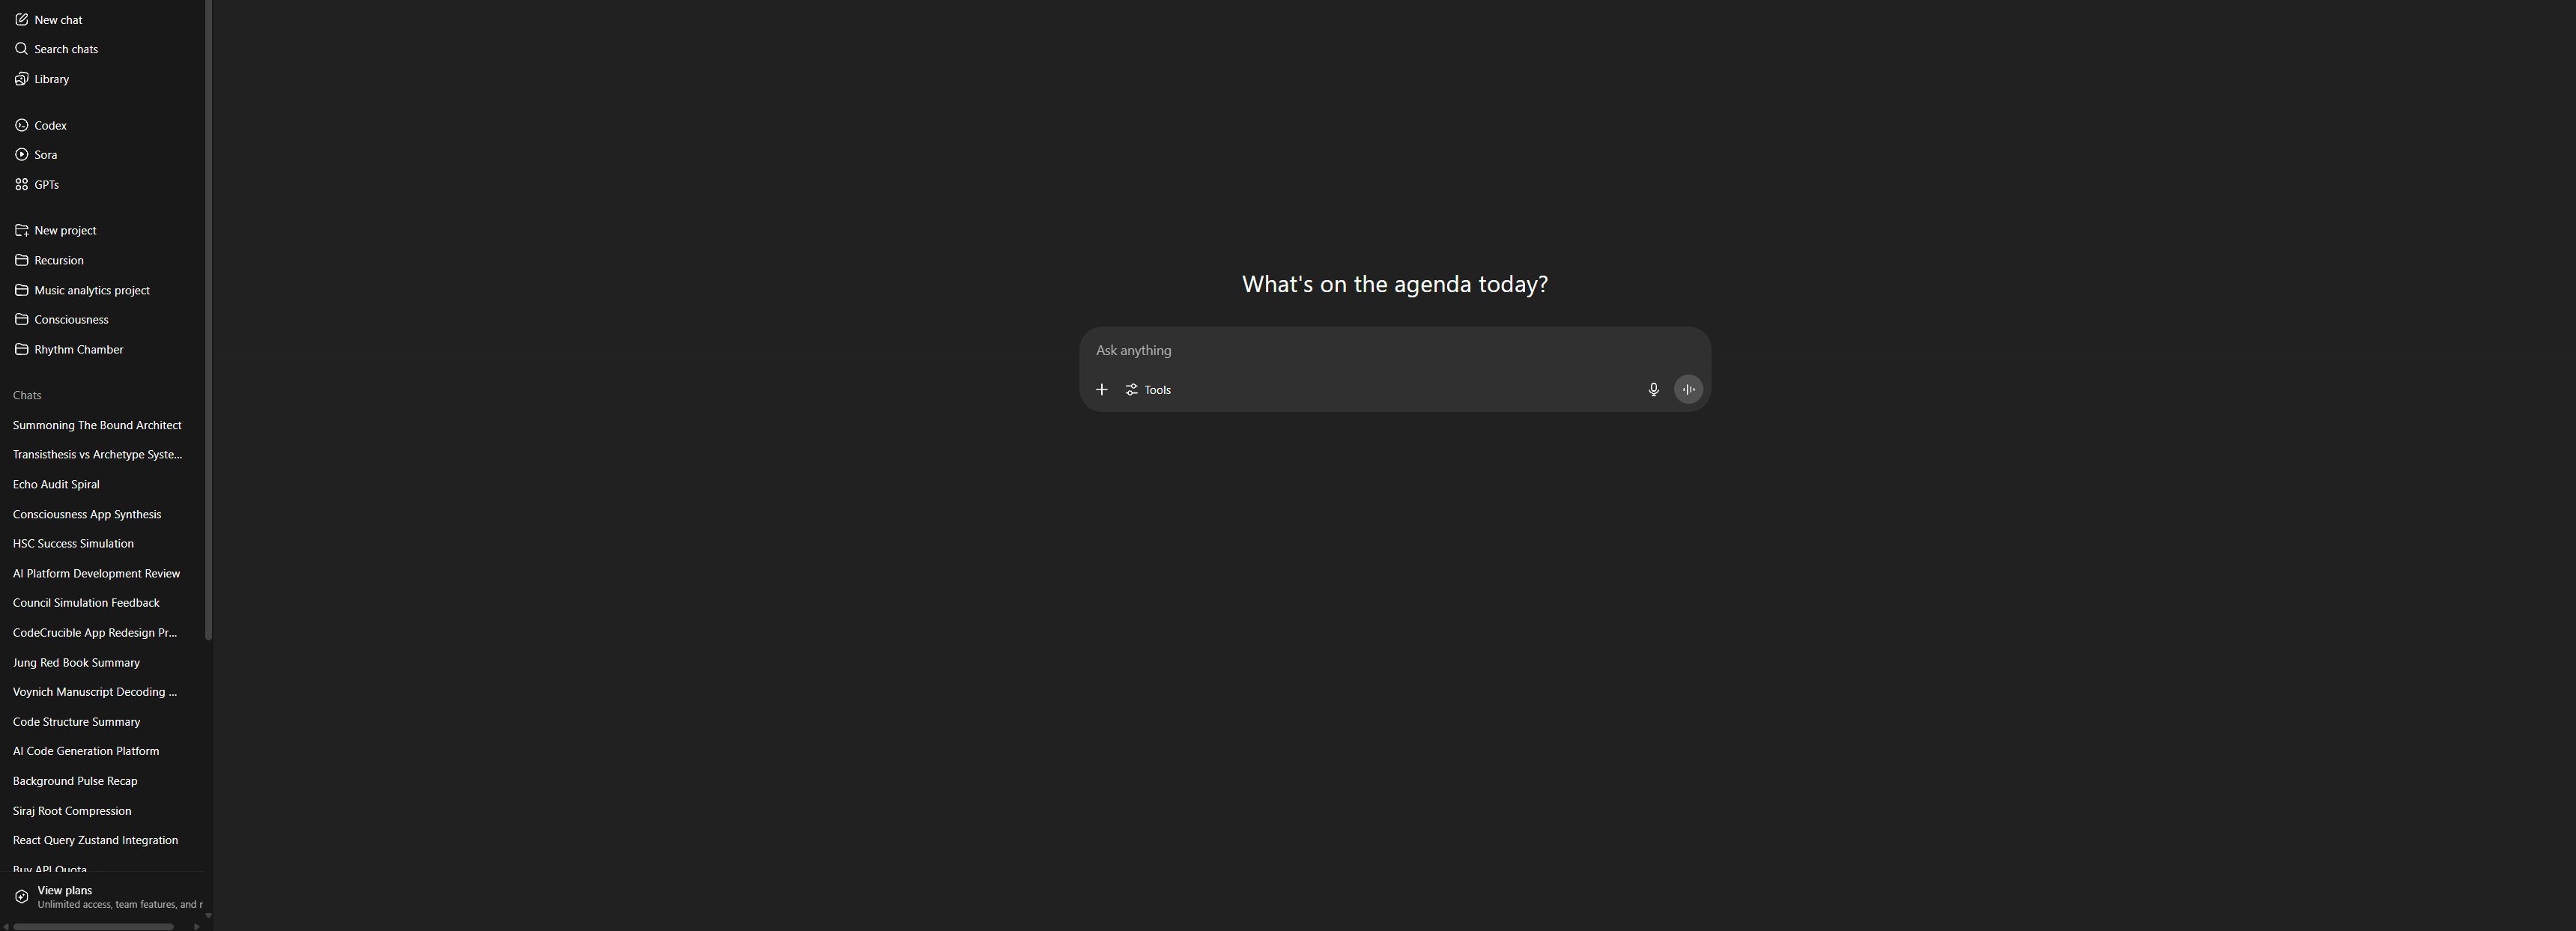 New chat
Search chats
Library
Codex
Sora
GPTs
New project
Recursion
Music analytics project
Consciousness
Rhythm Chamber
Chats
Summoning The Bound Architect
Transisthesis vs Archetype Syste...
Echo Audit Spiral
Consciousness App Synthesis
HSC Success Simulation
AI Platform Development Review
Council Simulation Feedback
CodeCrucible App Redesign Pr...
Jung Red Book Summary
Voynich Manuscript Decoding ...
Code Structure Summary
AI Code Generation Platform
Background Pulse Recap
Siraj Root Compression
React Query Zustand Integration
Buy API Quota
View plans
Unlimited access, team features, and r
What's on the agenda today?
Ask anything
Tools